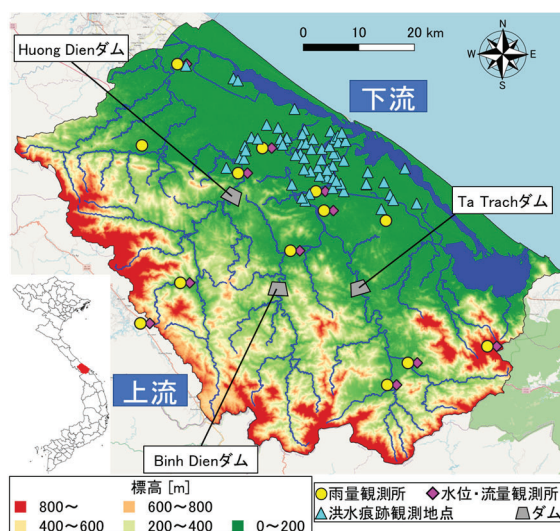 Huong Dienダム
0 10 20 km
N
W E
S
下流
Ta Trachダム
上流
Binh Dienダム
標高 [m]
800~ 600~800
400~600 200~400 0~200
雨量観測所 水位・流量観測所
洪水痕跡観測地点 ダム